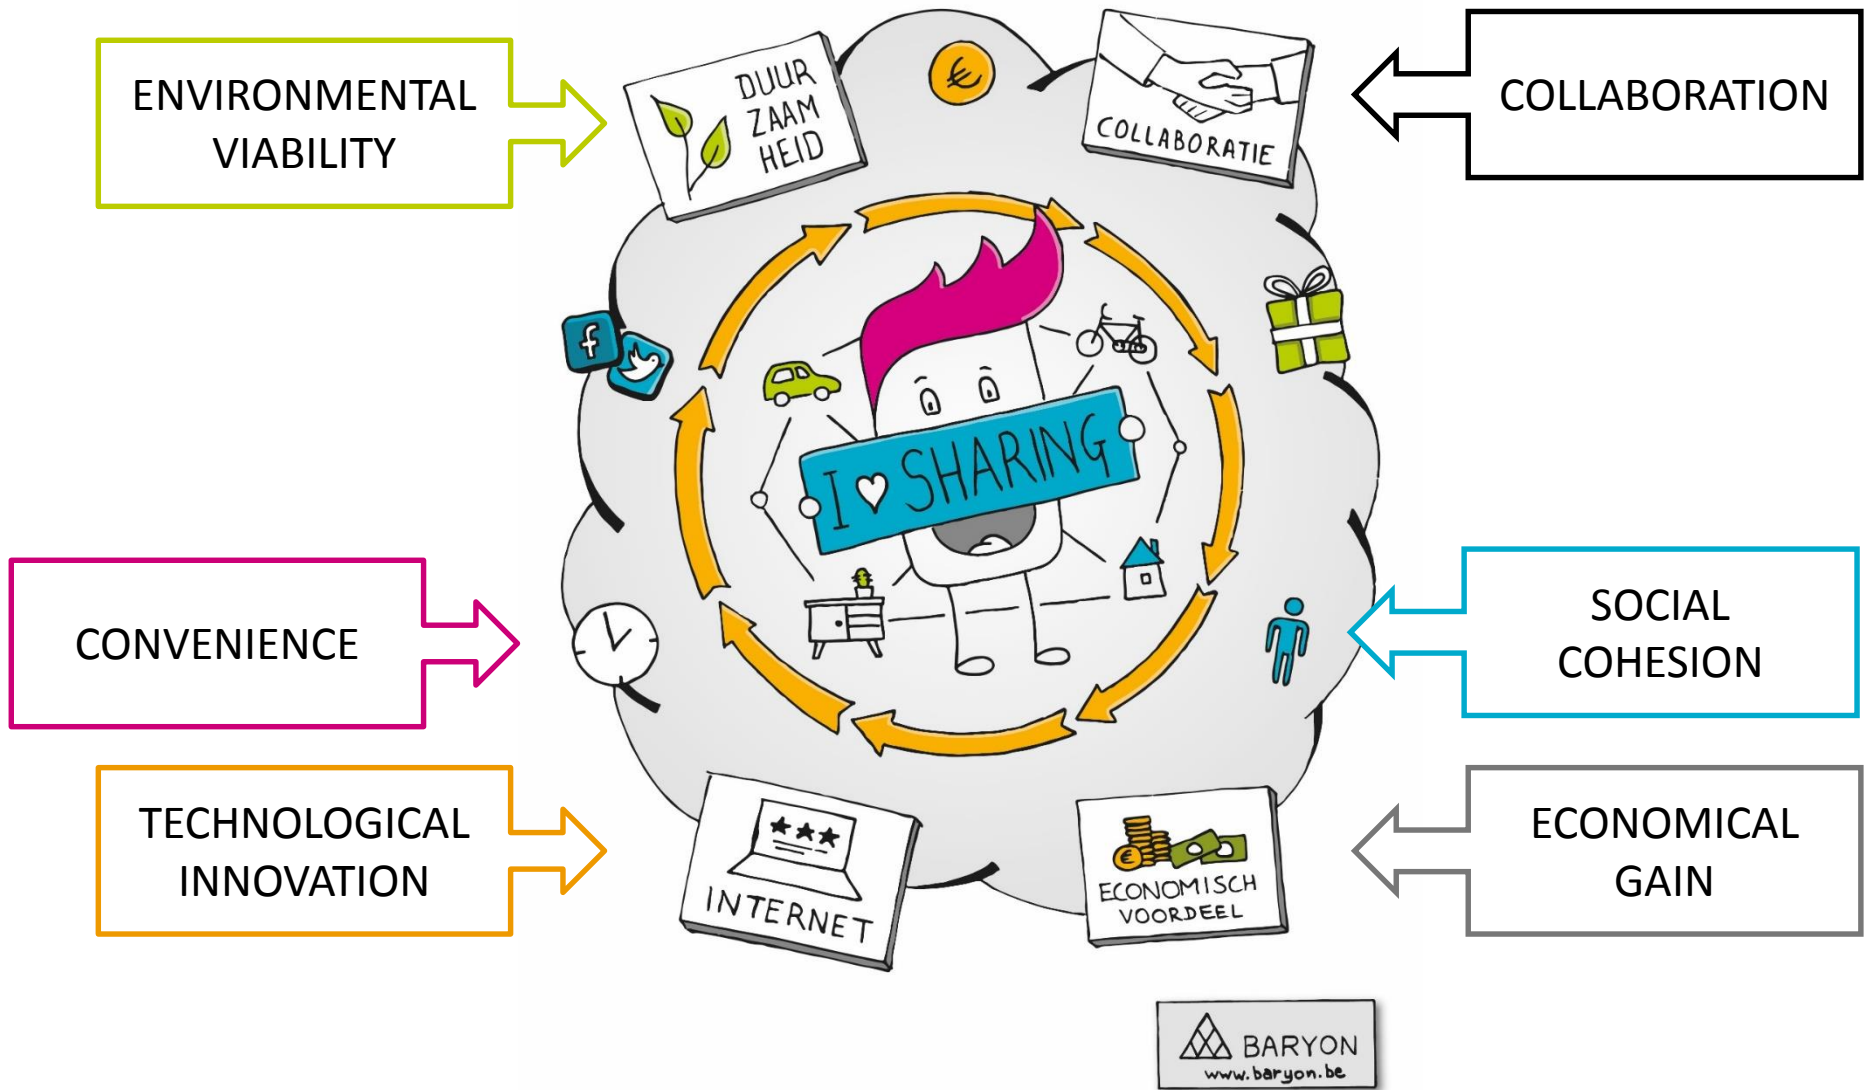 ENVIRONMENTAL
VIABILITY
DUUR
ZAAM
HEID
€
COLLABORATIE
COLLABORATION
f
I ♥ SHARING
CONVENIENCE
SOCIAL
COHESION
TECHNOLOGICAL
INNOVATION
INTERNET
€
ECONOMISCH
VOORDEEL
ECONOMICAL
GAIN
BARYON
www.baryon.be